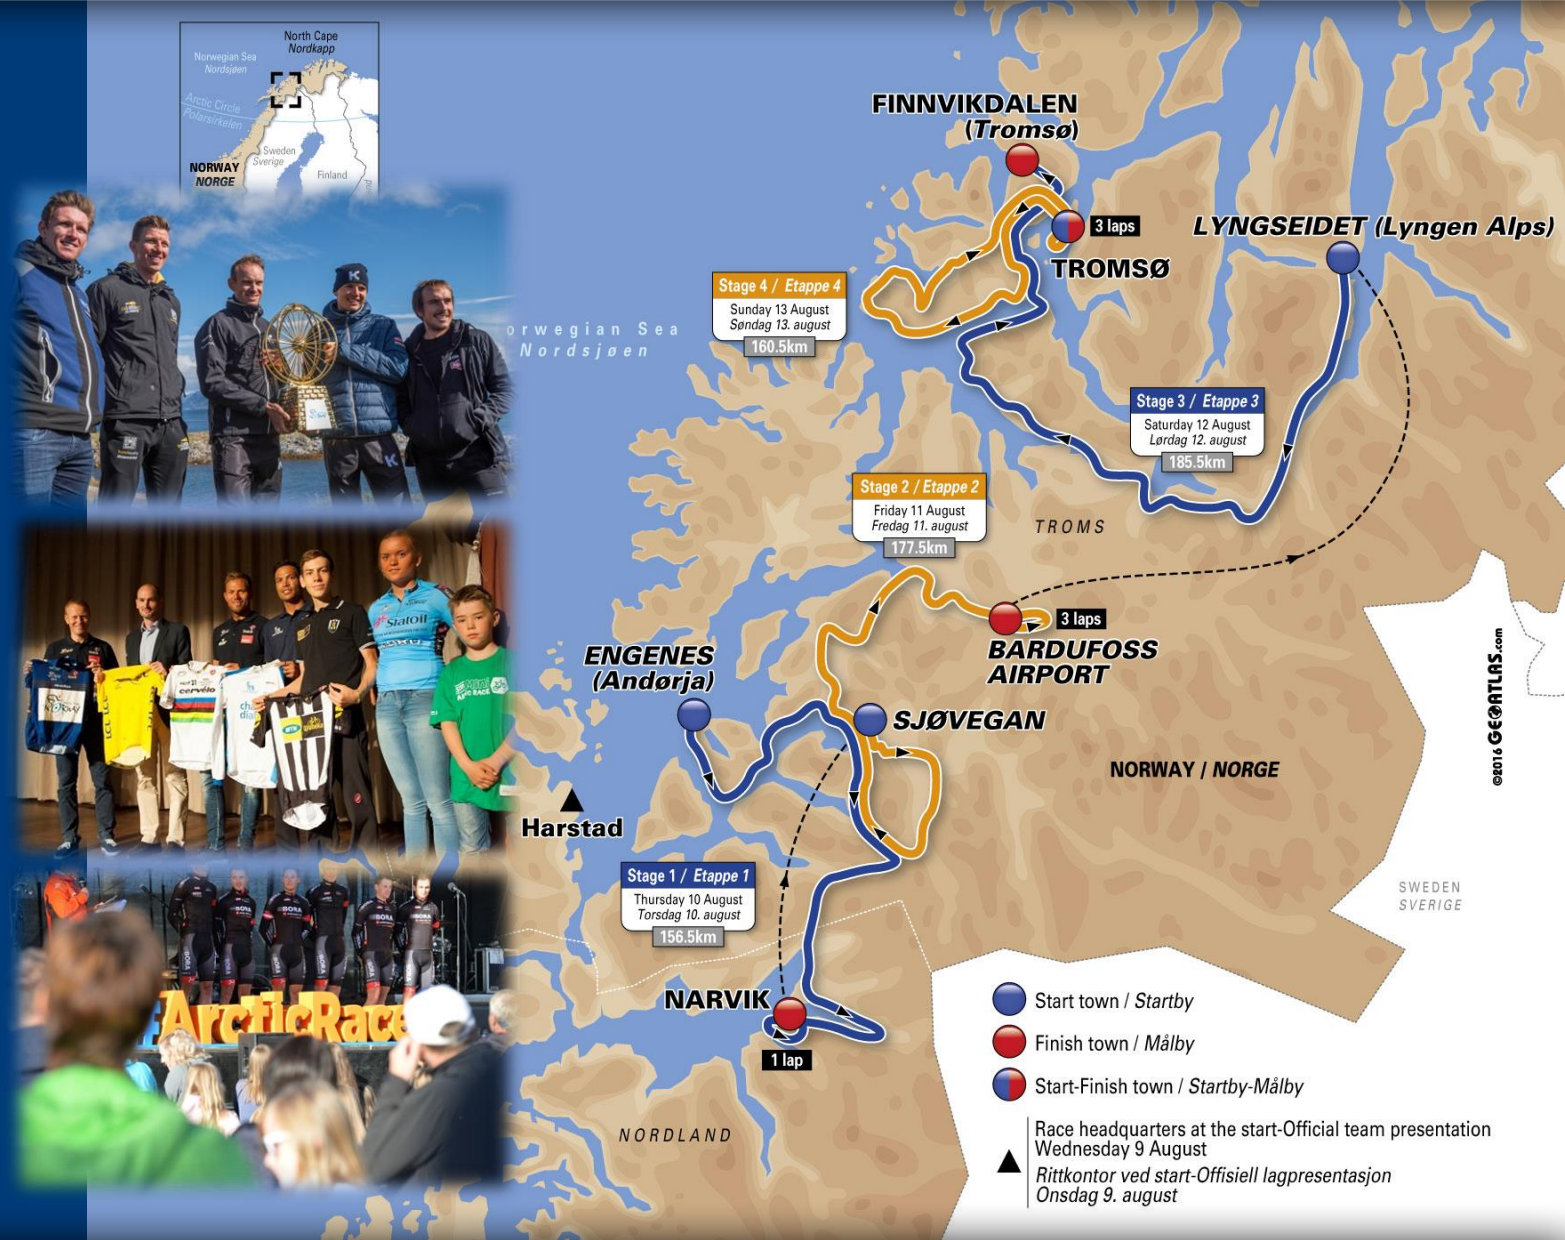 North Cape
Nordkapp
Norwegian Sea
Nordsjøen
Arctic Circle
Polarsirkelen
Sweden
Sverige
NORWAY
NORGE
Finland
FINNVIKDALEN
(Tromsø)
3 laps
TROMSØ
LYNGSEIDET (Lyngen Alps)
Stage 4 / Etappe 4
Sunday 13 August
Søndag 13. august
160.5km
orwegian Sea
Nordsjøen
Stage 3 / Etappe 3
Saturday 12 August
Lørdag 12. august
185.5km
Stage 2 / Etappe 2
Friday 11 August
Fredag 11. august
177.5km
TROMS
3 laps
BARDUFOSS
AIRPORT
ENGENES
(Andørja)
SJØVEGAN
NORWAY / NORGE
©2016 GEOATLAS.com
Harstad
Stage 1 / Etappe 1
Thursday 10 August
Torsdag 10. august
156.5km
SWEDEN
SVERIGE
NARVIK
1 lap
NORDLAND
Statoil
cervélo
BORA
BORA
BORA
BORA
BORA
BORA
#ArcticRace
Start town / Startby
Finish town / Målby
Start-Finish town / Startby-Målby
Race headquarters at the start-Official team presentation
Wednesday 9 August
Rittkontor ved start-Offisiell lagpresentasjon
Onsdag 9. august